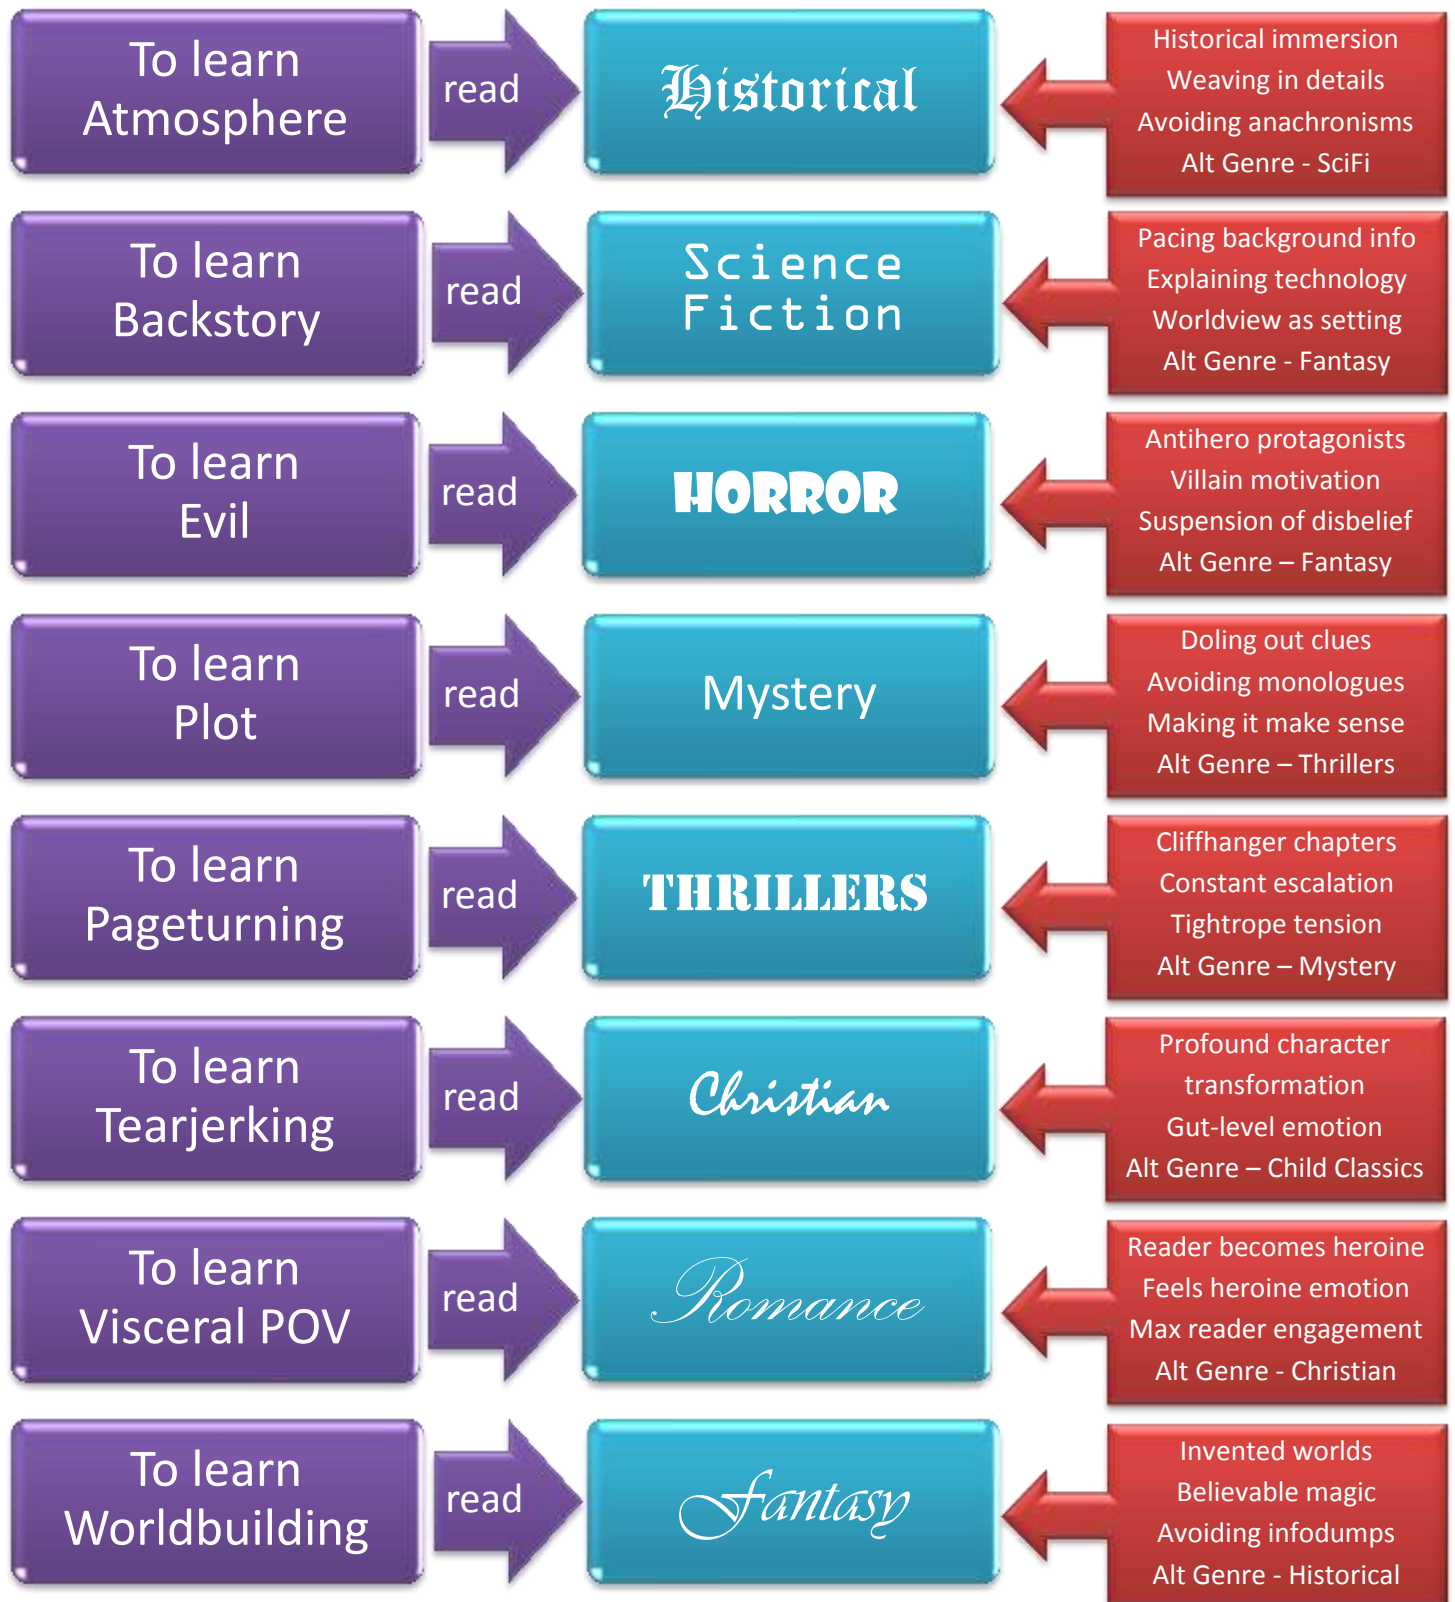 To learn
Atmosphere
read
Historical
Historical immersion
Weaving in details
Avoiding anachronisms
Alt Genre - SciFi
To learn
Backstory
read
Science
Fiction
Pacing background info
Explaining technology
Worldview as setting
Alt Genre - Fantasy
To learn
Evil
read
HORROR
Antihero protagonists
Villain motivation
Suspension of disbelief
Alt Genre – Fantasy
To learn
Plot
read
Mystery
Doling out clues
Avoiding monologues
Making it make sense
Alt Genre – Thrillers
To learn
Pageturning
read
THRILLERS
Cliffhanger chapters
Constant escalation
Tightrope tension
Alt Genre – Mystery
To learn
Tearjerking
read
Christian
Profound character
transformation
Gut-level emotion
Alt Genre – Child Classics
To learn
Visceral POV
read
Romance
Reader becomes heroine
Feels heroine emotion
Max reader engagement
Alt Genre - Christian
To learn
Worldbuilding
read
Fantasy
Invented worlds
Believable magic
Avoiding infodumps
Alt Genre - Historical